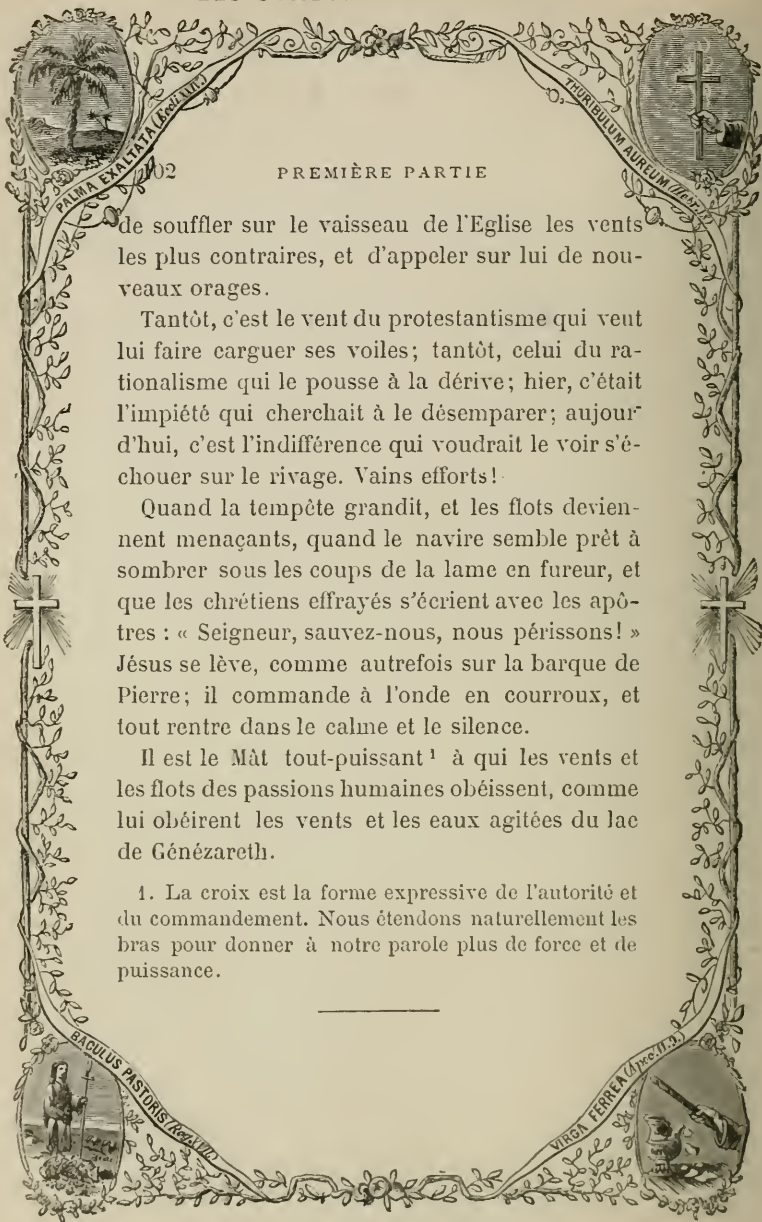 PALMA EXALTATA
THURIBULUM AUREUM
102 PREMIÈRE PARTIE
de souffler sur le vaisseau de l'Eglise les vents
les plus contraires, et d'appeler sur lui de nou-
veaux orages.
Tantôt, c'est le vent du protestantisme qui veut
lui faire carguer ses voiles; tantôt, celui du ra-
tionalisme qui le pousse à la dérive; hier, c'était
l'impiété qui cherchait à le désemparer; aujour-
d'hui, c'est l'indifférence qui voudrait le voir s'é-
chouer sur le rivage. Vains efforts!
Quand la tempête grandit, et les flots devien-
nent menaçants, quand le navire semble prêt à
sombrer sous les coups de la lame en fureur, et
que les chrétiens effrayés s'écrient avec les apô-
tres : « Seigneur, sauvez-nous, nous périssons! »
Jésus se lève, comme autrefois sur la barque de
Pierre; il commande à l'onde en courroux, et
tout rentre dans le calme et le silence.
Il est le Mât tout-puissant ¹ à qui les vents et
les flots des passions humaines obéissent, comme
lui obéirent les vents et les eaux agitées du lac
de Génézareth.
1. La croix est la forme expressive de l'autorité et
du commandement. Nous étendons naturellement les
bras pour donner à notre parole plus de force et de
puissance.
BACULUS PASTORIS
VIRGA FERREA